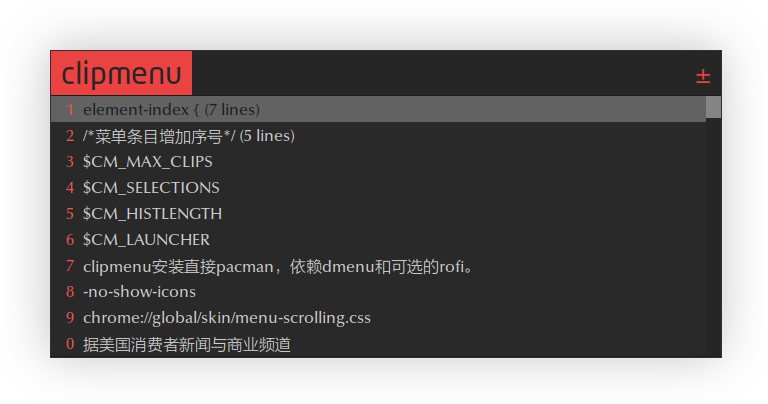 clipmenu
±
1 element-index { (7 lines)
2 /*菜单条目增加序号*/ (5 lines)
3 $CM_MAX_CLIPS
4 $CM_SELECTIONS
5 $CM_HISTLENGTH
6 $CM_LAUNCHER
7 clipmenu安装直接pacman，依赖dmenu和可选的rofi。
8 -no-show-icons
9 chrome://global/skin/menu-scrolling.css
0 据美国消费者新闻与商业频道